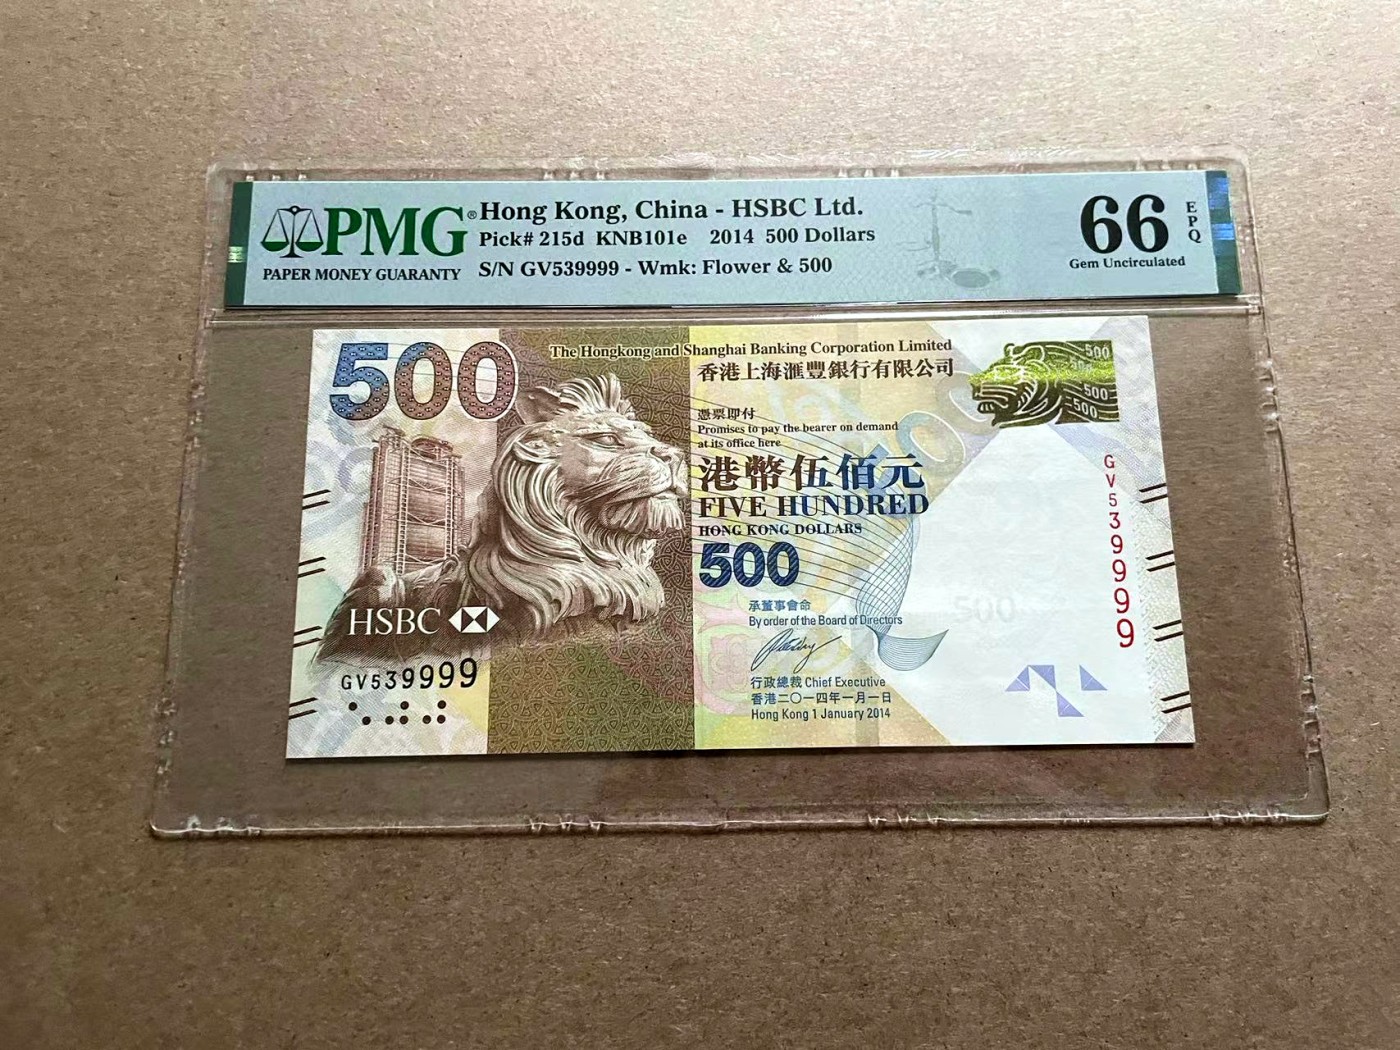 PMG®
PAPER MONEY GUARANTY
Hong Kong, China - HSBC Ltd.
Pick# 215d KNB101e 2014 500 Dollars
S/N GV539999 - Wmk: Flower & 500
66
EPQ
Gem Uncirculated
500
The Hongkong and Shanghai Banking Corporation Limited
香港上海滙豐銀行有限公司
憑票即付
Promises to pay the bearer on demand
at its office here
港幣伍佰元
FIVE HUNDRED
HONG KONG DOLLARS
500
承董事會命
By order of the Board of Directors
行政總裁 Chief Executive
香港二〇一四年一月一日
Hong Kong 1 January 2014
HSBC
GV539999
500
500
500
500
500
GV539999
500